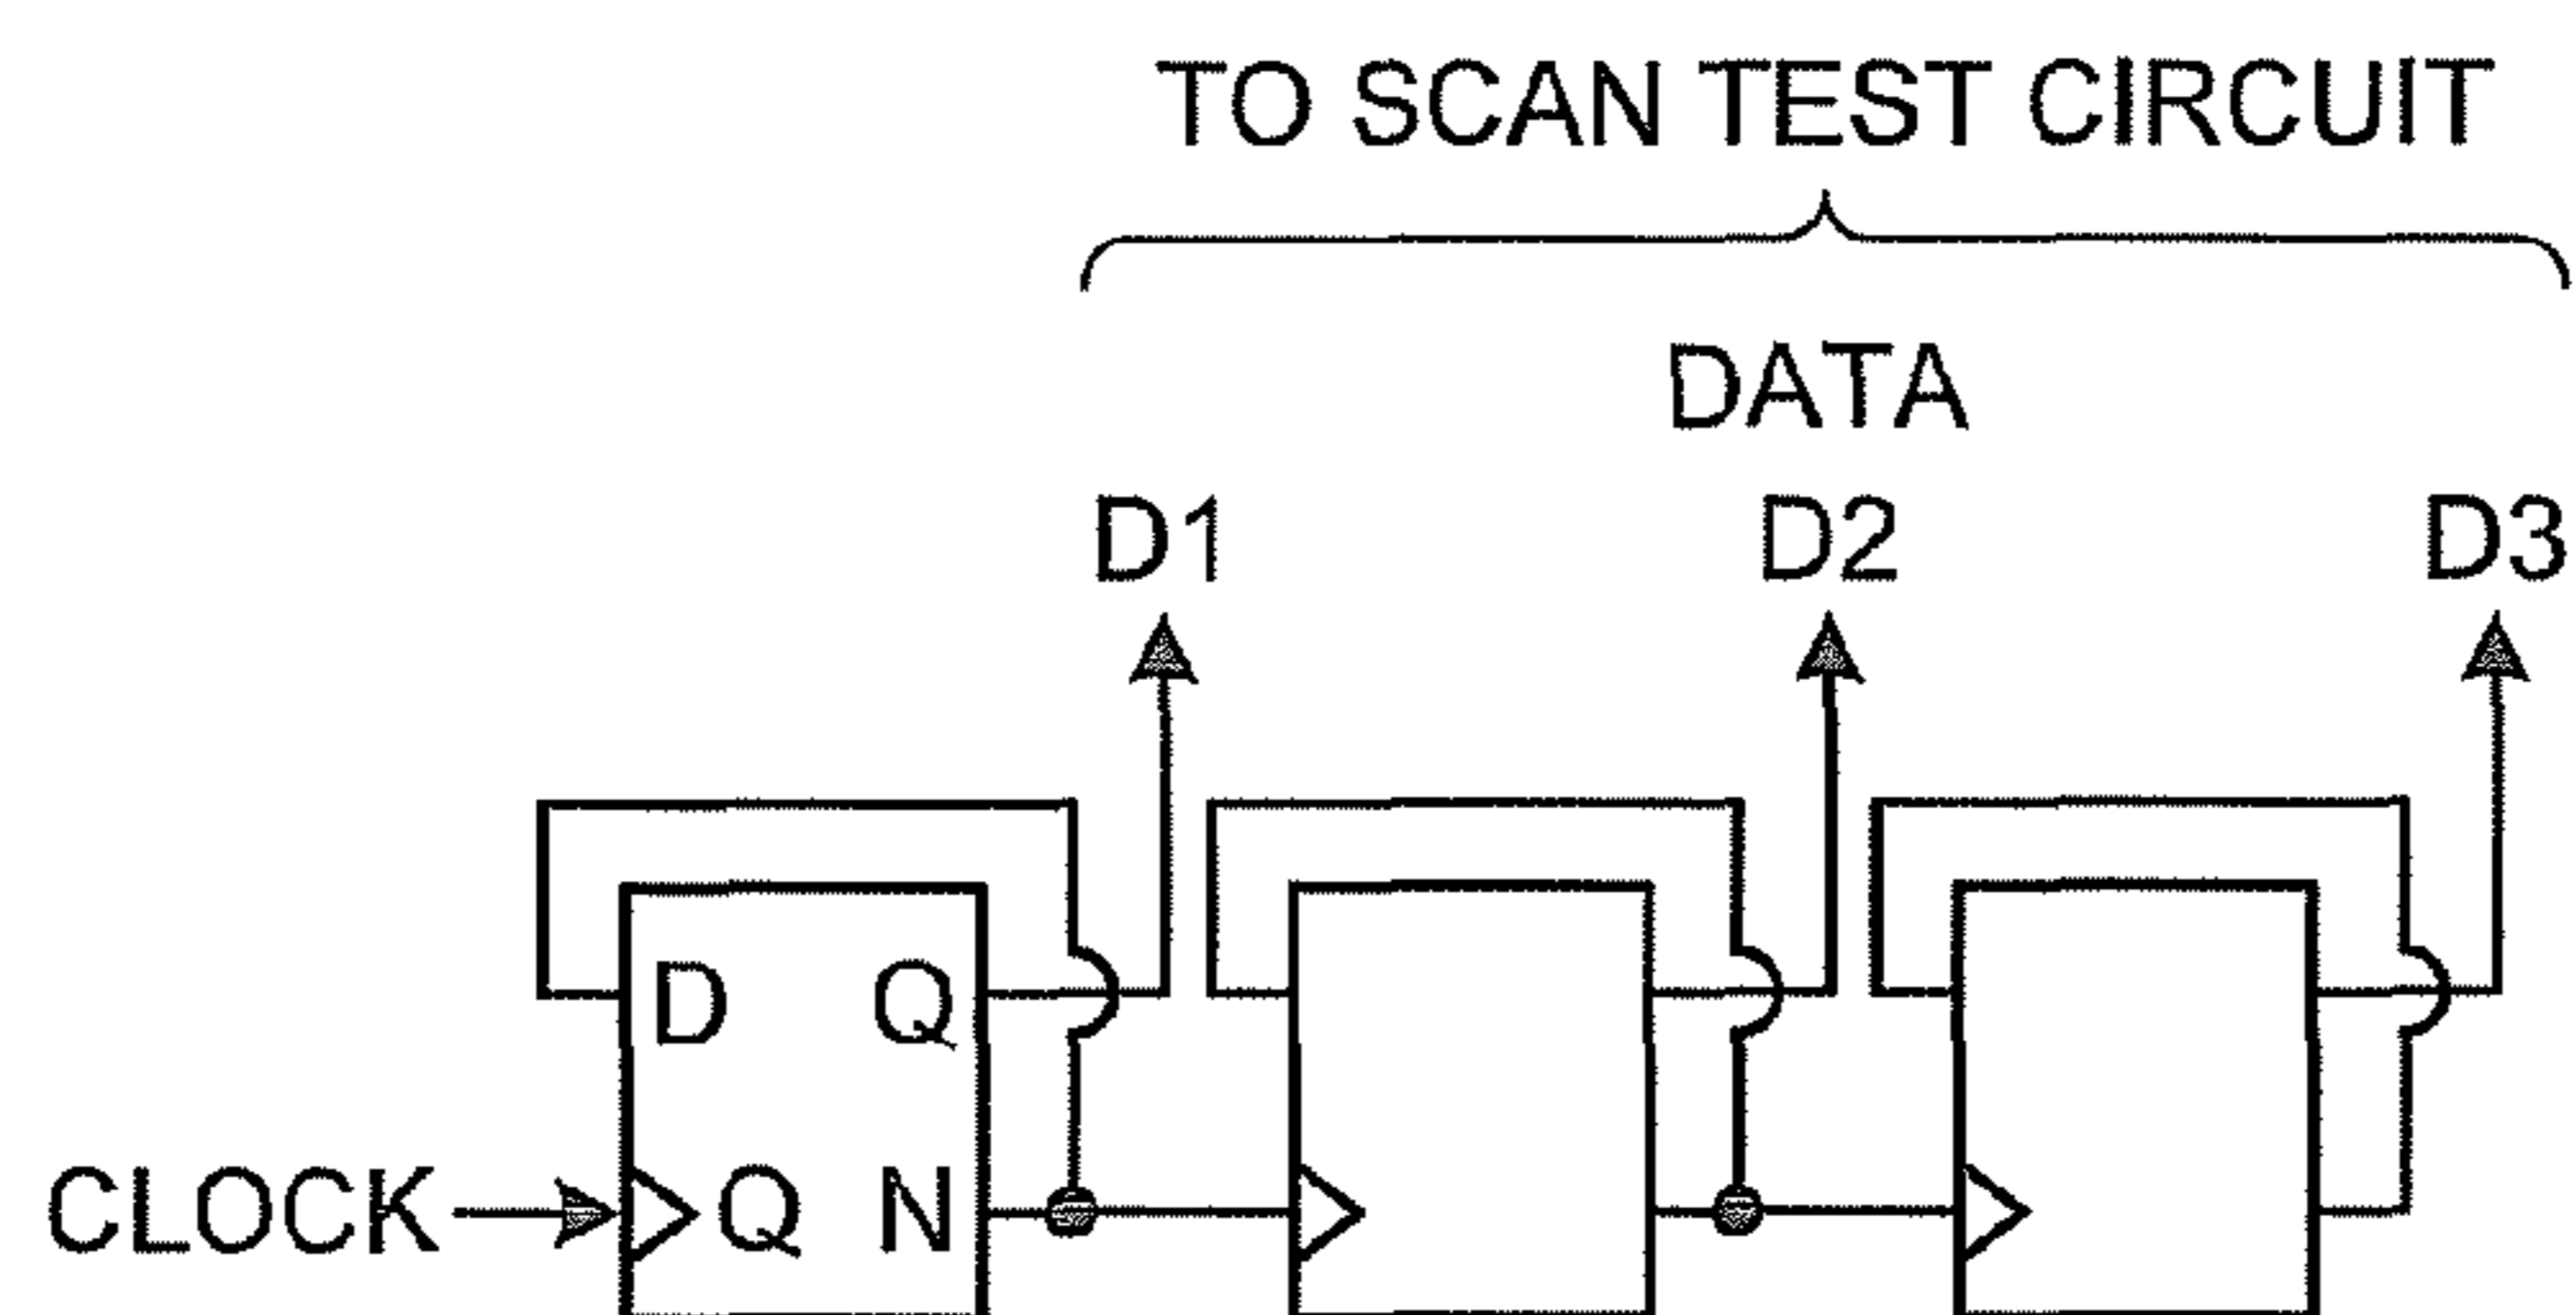 TO SCAN TEST CIRCUIT
DATA
D1 D2 D3
D Q
CLOCK Q N